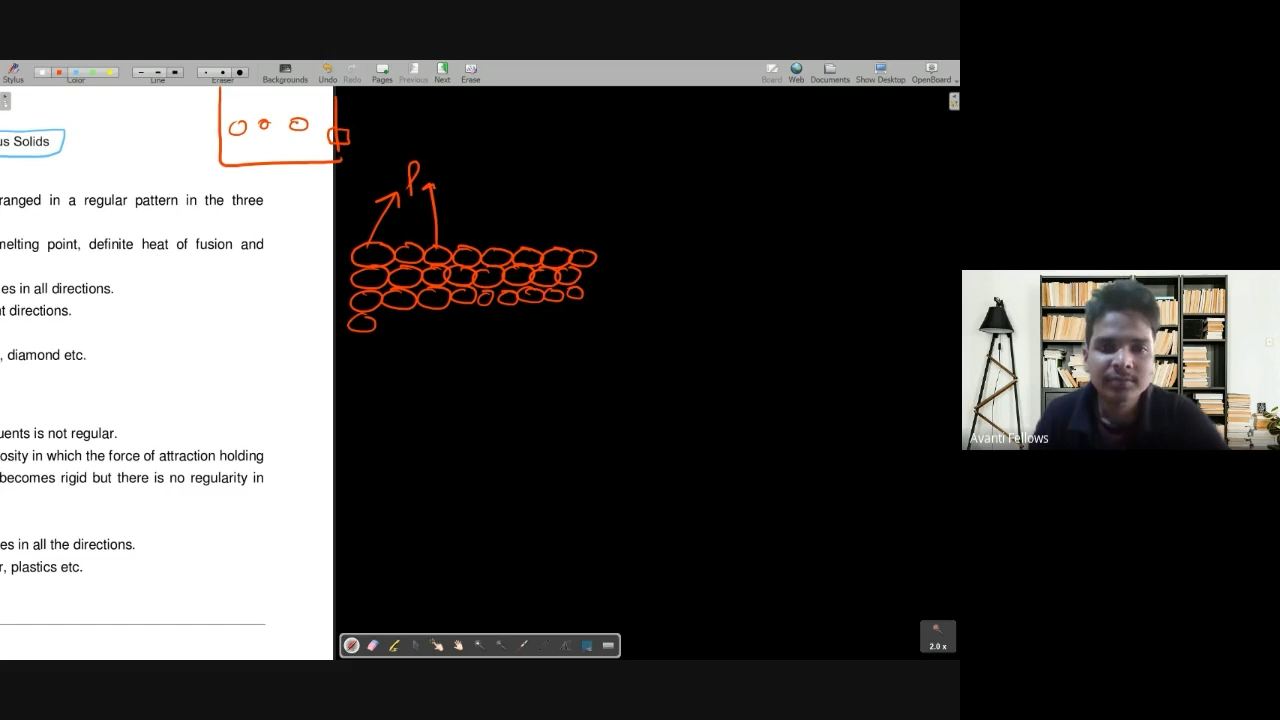 Stylus Color Line Eraser Backgrounds Undo Redo Pages Previous Next Erase Board Web Documents Show Desktop OpenBoard
us Solids
ranged in a regular pattern in the three
melting point, definite heat of fusion and
es in all directions.
t directions.
, diamond etc.
uents is not regular.
osity in which the force of attraction holding
becomes rigid but there is no regularity in
es in all the directions.
r, plastics etc.
P
Avanti Fellows
2.0 x